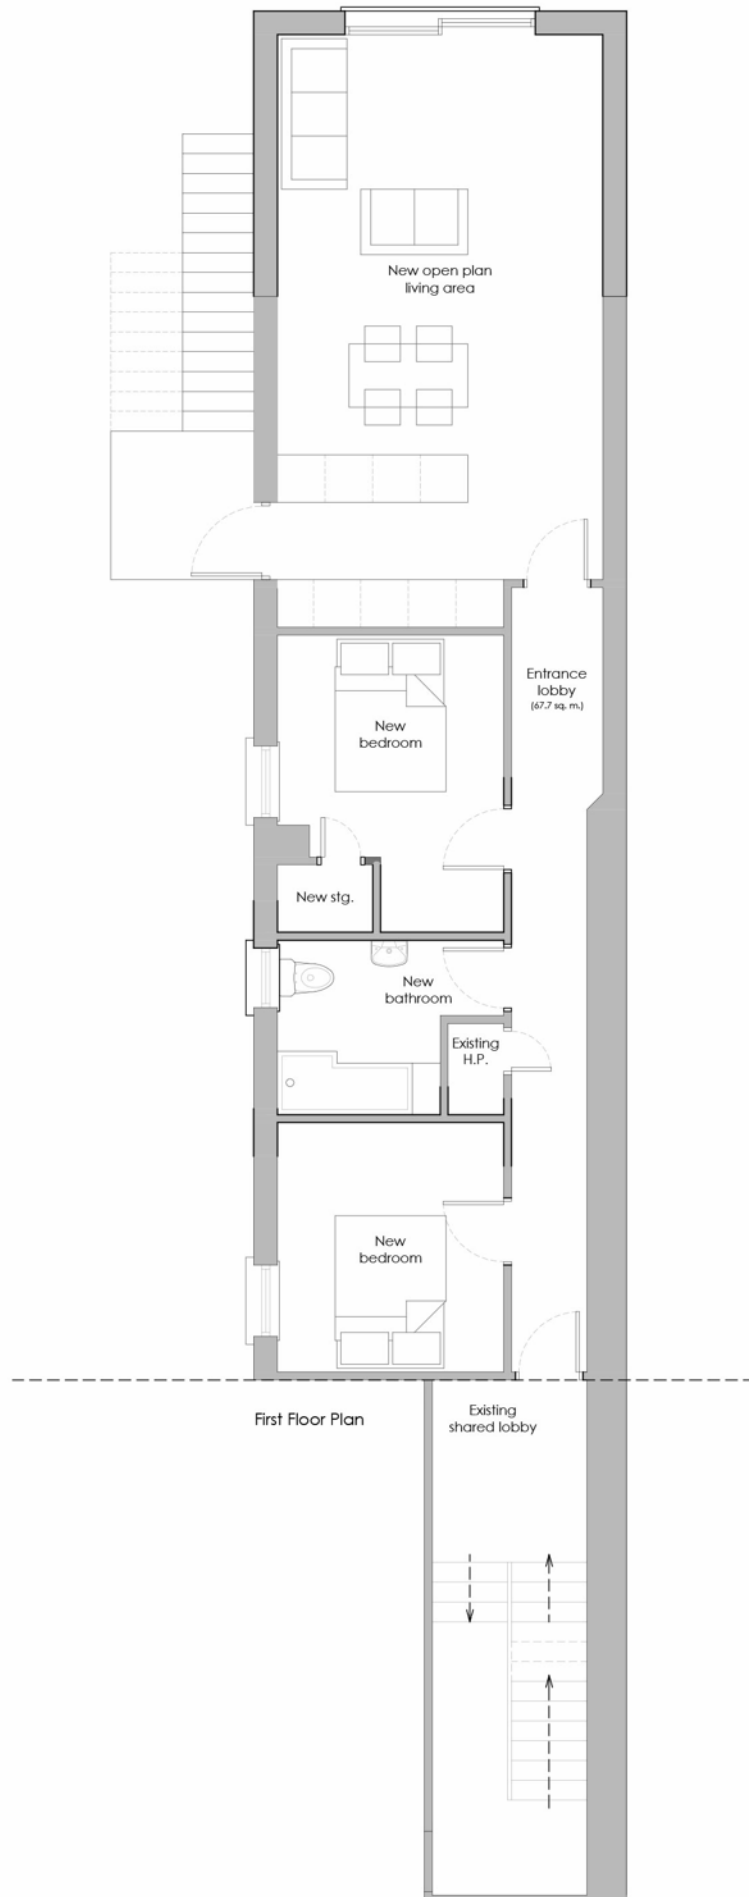 New open plan
living area
Entrance
lobby
(67.7 sq. m.)
New
bedroom
New stg.
New
bathroom
Existing
H.P.
New
bedroom
First Floor Plan
Existing
shared lobby